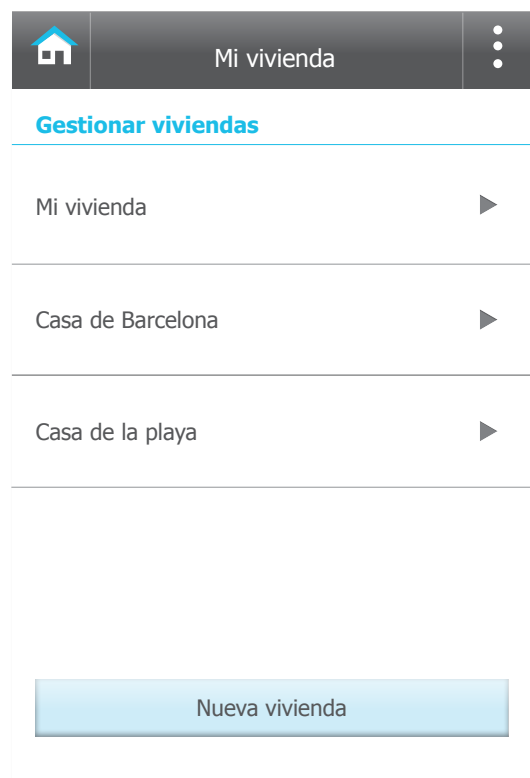 Mi vivienda
Gestionar viviendas
Mi vivienda
Casa de Barcelona
Casa de la playa
Nueva vivienda